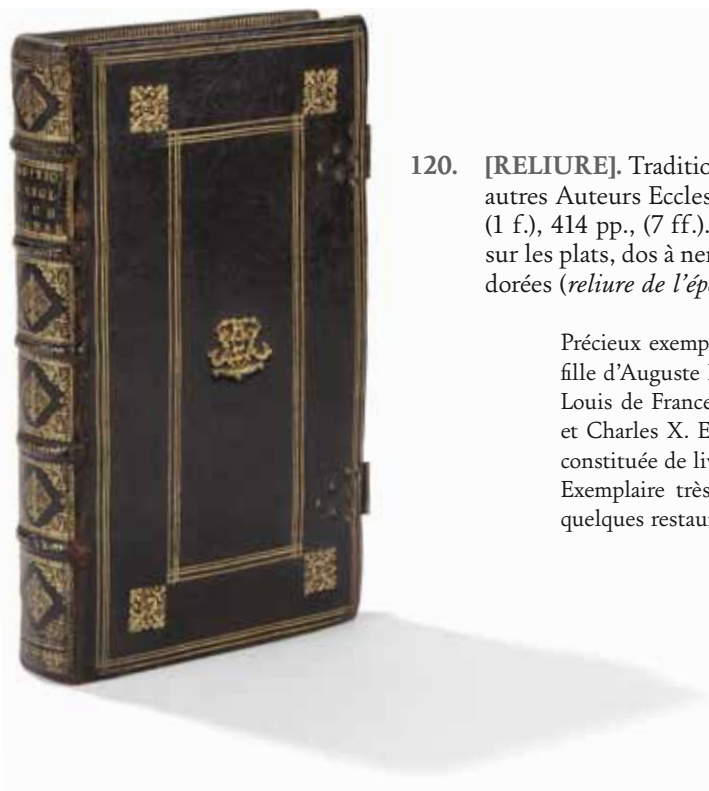 120. [RELIURE]. Traditio
autres Auteurs Eccles
(1 f.), 414 pp., (7 ff.).
sur les plats, dos à ner
dorées (reliure de l'épo
Précieux exemp
fille d'Auguste
Louis de France
et Charles X. E
constituée de liv
Exemplaire très
quelques restau